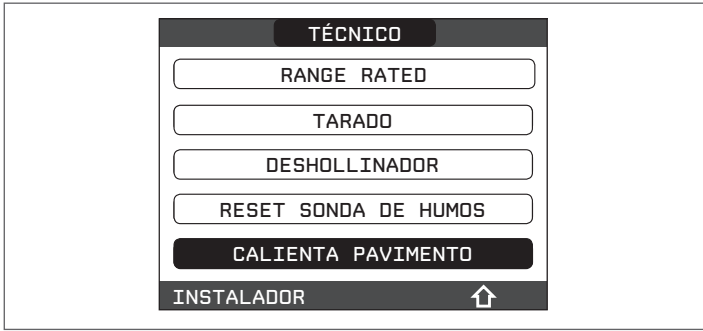 TÉCNICO
RANGE RATED
TARADO
DESHOLLINADOR
RESET SONDA DE HUMOS
CALIENTA PAVIMENTO
INSTALADOR